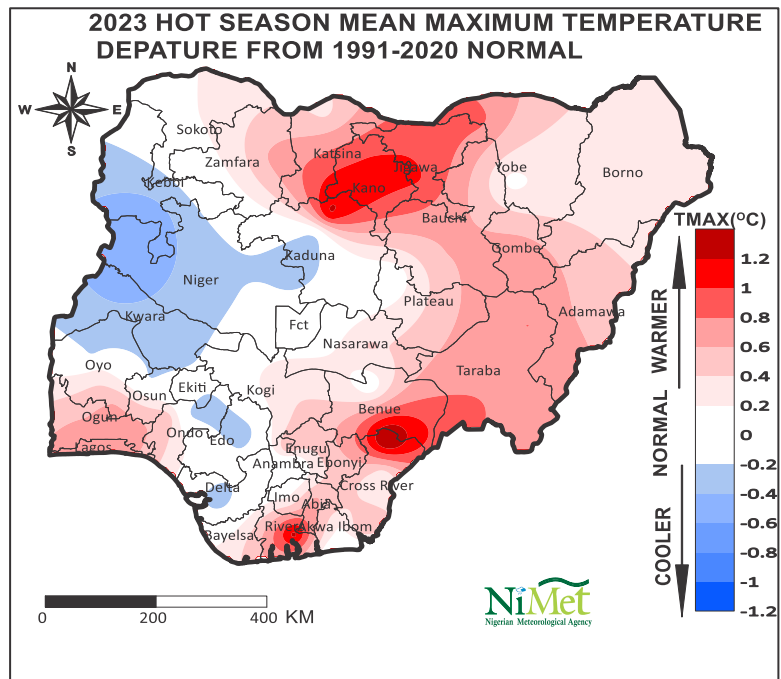 2023 HOT SEASON MEAN MAXIMUM TEMPERATURE
DEPATURE FROM 1991-2020 NORMAL
N
W E
S
Sokoto
Zamfara
Katsina
Jigawa
Yobe
Borno
Kebbi
Kano
Bauchi
Gombe
Kaduna
Niger
Plateau
Adamawa
Kwara
Fct
Nasarawa
Oyo
Taraba
Osun
Ekiti
Kogi
Benue
Ogun
Ondo
Edo
Lagos
Enugu
Anambra
Ebonyi
Delta
Imo
Abia
Cross River
Bayelsa
Rivers
Akwa Ibom
TMAX(ºC)
1.2
1
0.8
0.6
0.4
0.2
0
-0.2
-0.4
-0.6
-0.8
-1
-1.2
WARMER
NORMAL
COOLER
0 200 400 KM
NiMet
Nigerian Meteorological Agency